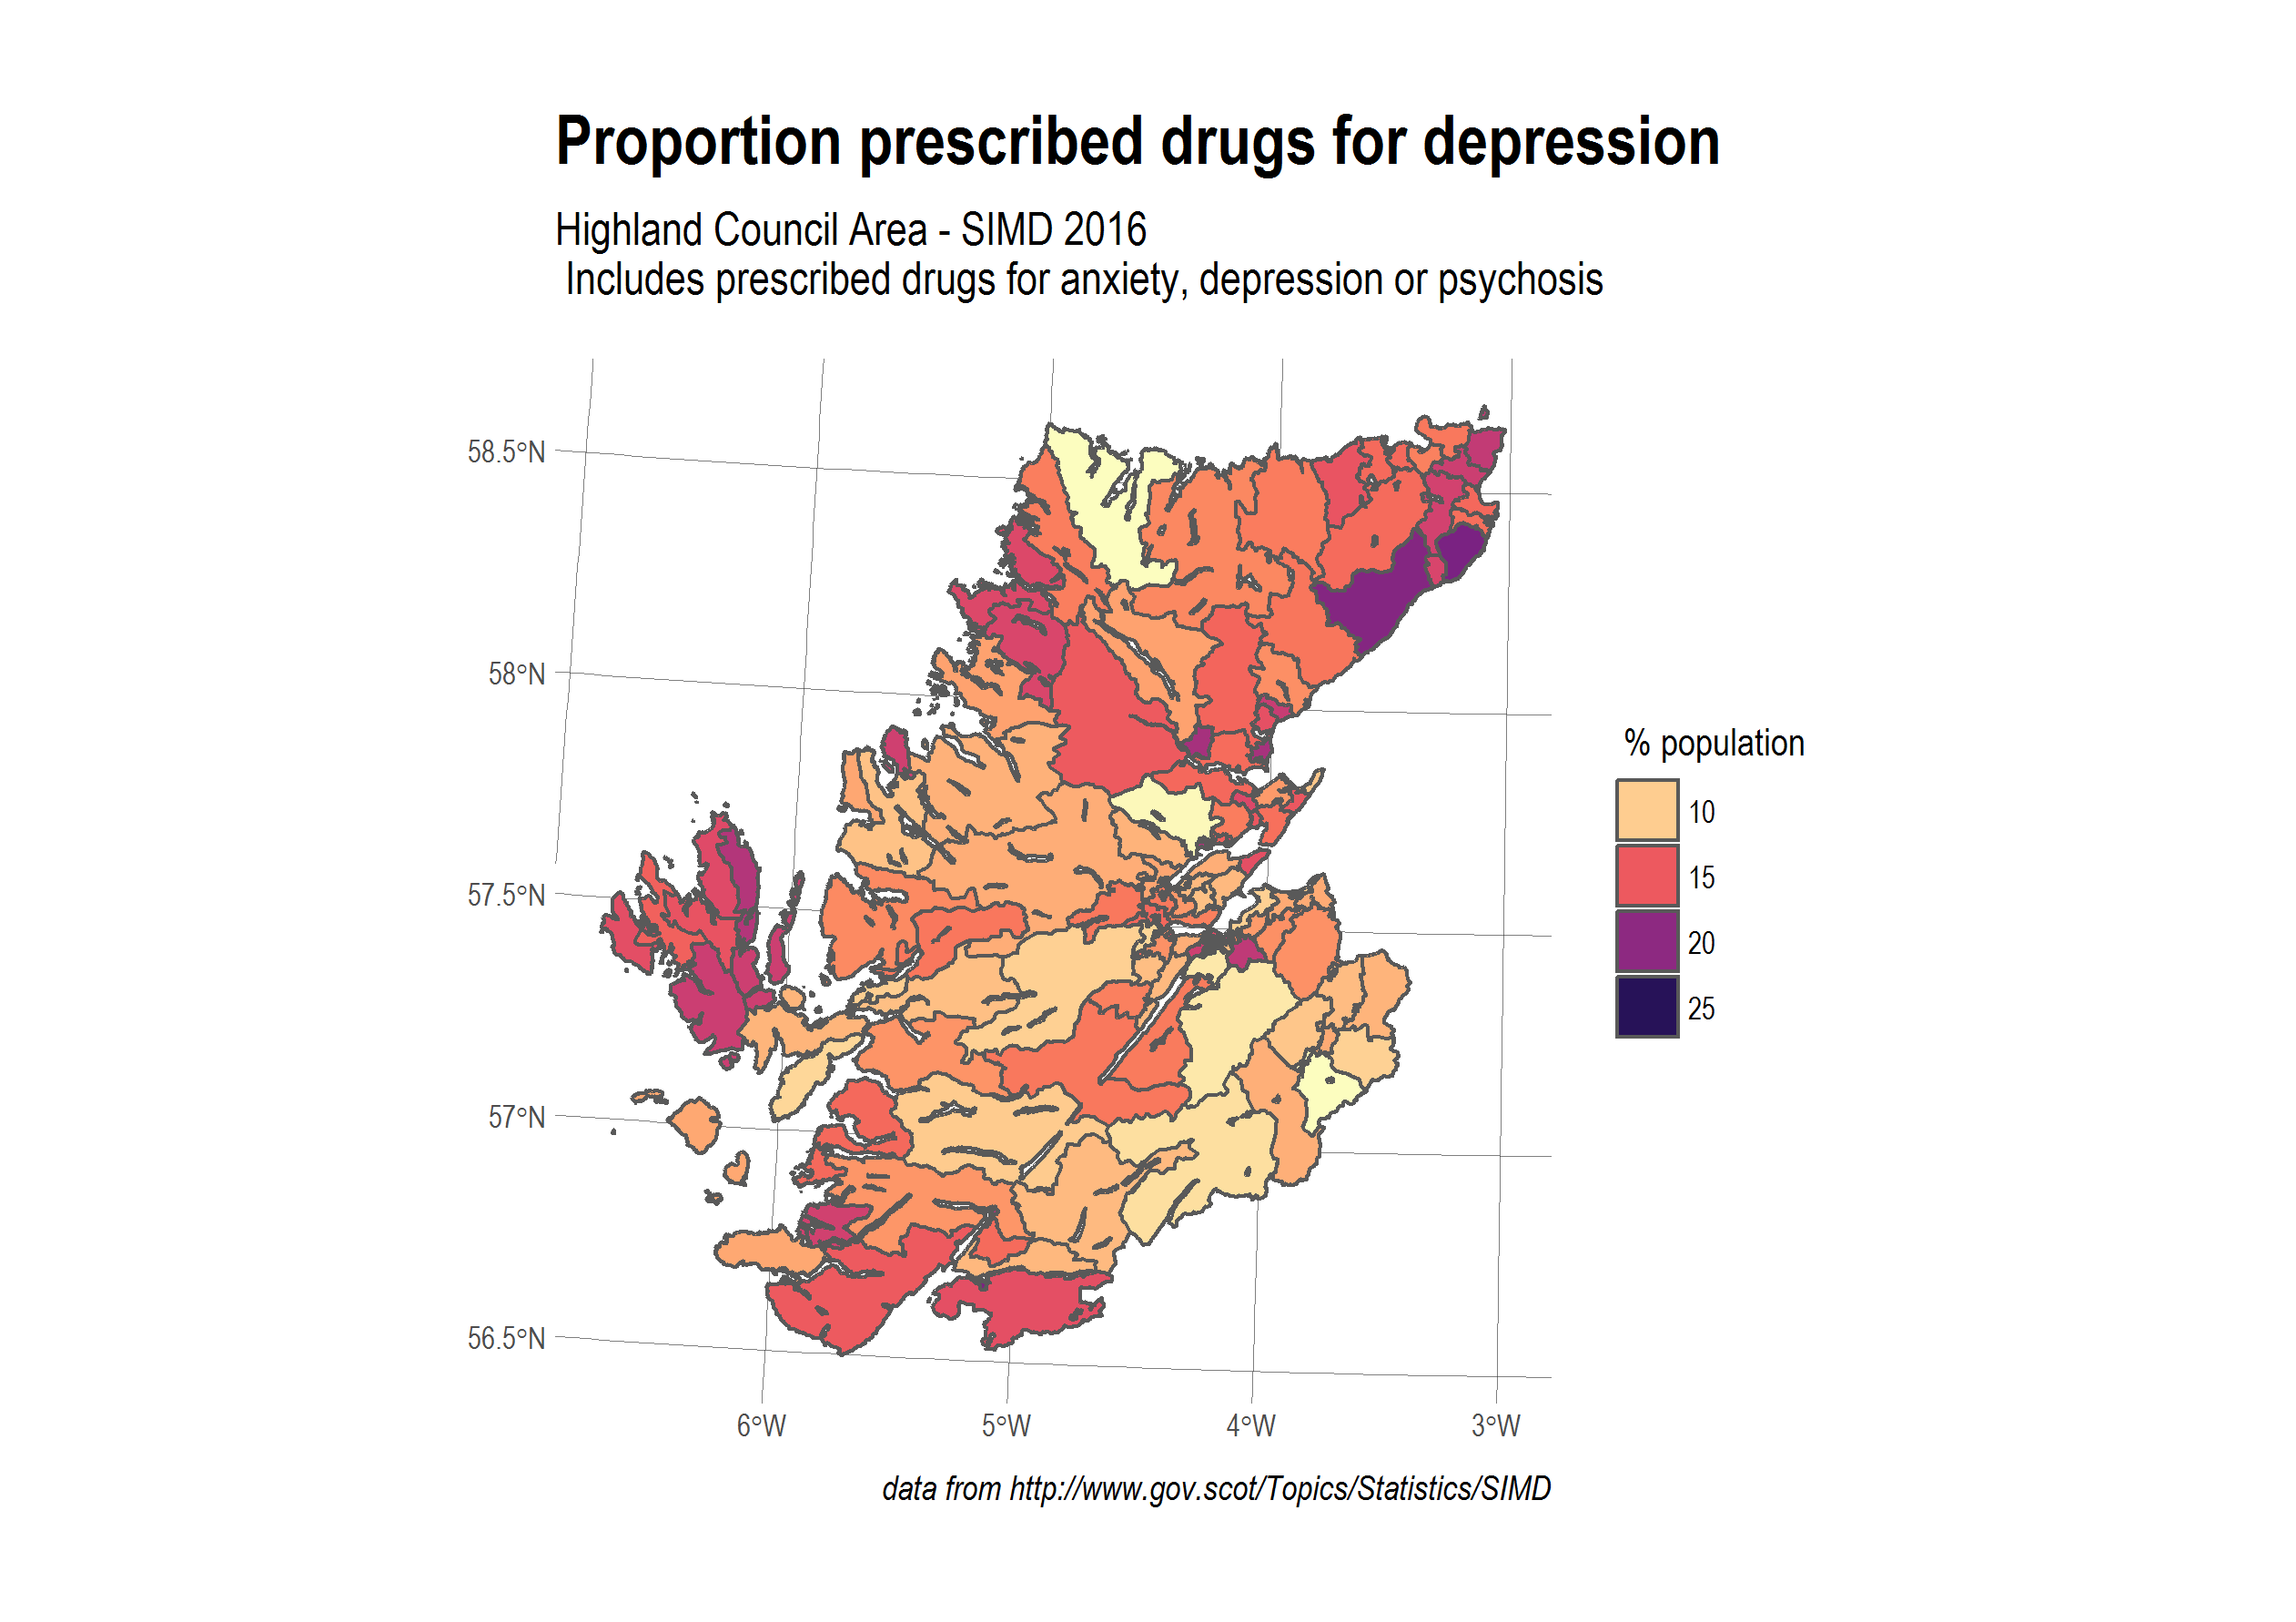 Proportion prescribed drugs for depression
Highland Council Area - SIMD 2016
Includes prescribed drugs for anxiety, depression or psychosis
58.5°N
58°N
57.5°N
57°N
56.5°N
6°W
5°W
4°W
3°W
% population
10
15
20
25
data from http://www.gov.scot/Topics/Statistics/SIMD